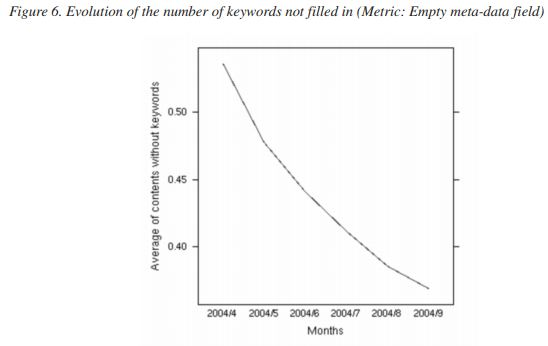 Figure 6. Evolution of the number of keywords not filled in (Metric: Empty meta-data field)
Average of contents without keywords
0.50
0.45
0.40
2004/4 2004/5 2004/6 2004/7 2004/8 2004/9
Months